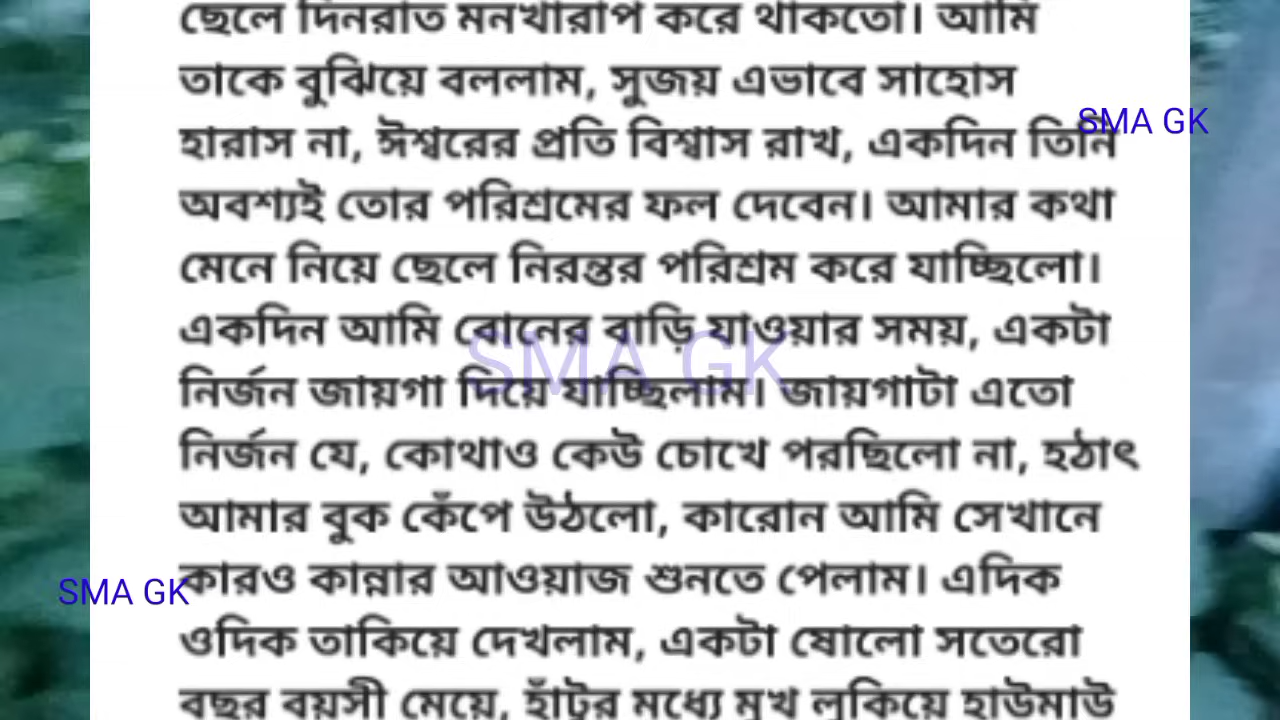 ছেলে দিনরাত মনখারাপ করে থাকতো। আমি
তাকে বুঝিয়ে বললাম, সুজয় এভাবে সাহোস
SMA GK
হারাস না, ঈশ্বরের প্রতি বিশ্বাস রাখ, একদিন তিনি
অবশ্যই তোর পরিশ্রমের ফল দেবেন। আমার কথা
মেনে নিয়ে ছেলে নিরন্তর পরিশ্রম করে যাচ্ছিলো।
একদিন আমি বোনের বাড়ি যাওয়ার সময়, একটা
SMA GK
নির্জন জায়গা দিয়ে যাচ্ছিলাম। জায়গাটা এতো
নির্জন যে, কোথাও কেউ চোখে পরছিলো না, হঠাৎ
আমার বুক কেঁপে উঠলো, কারোন আমি সেখানে
SMA GK
কারও কান্নার আওয়াজ শুনতে পেলাম। এদিক
ওদিক তাকিয়ে দেখলাম, একটা ষোলো সতেরো
বছর বয়সী মেয়ে, হাঁটুর মধ্যে মুখ লুকিয়ে হাউমাউ